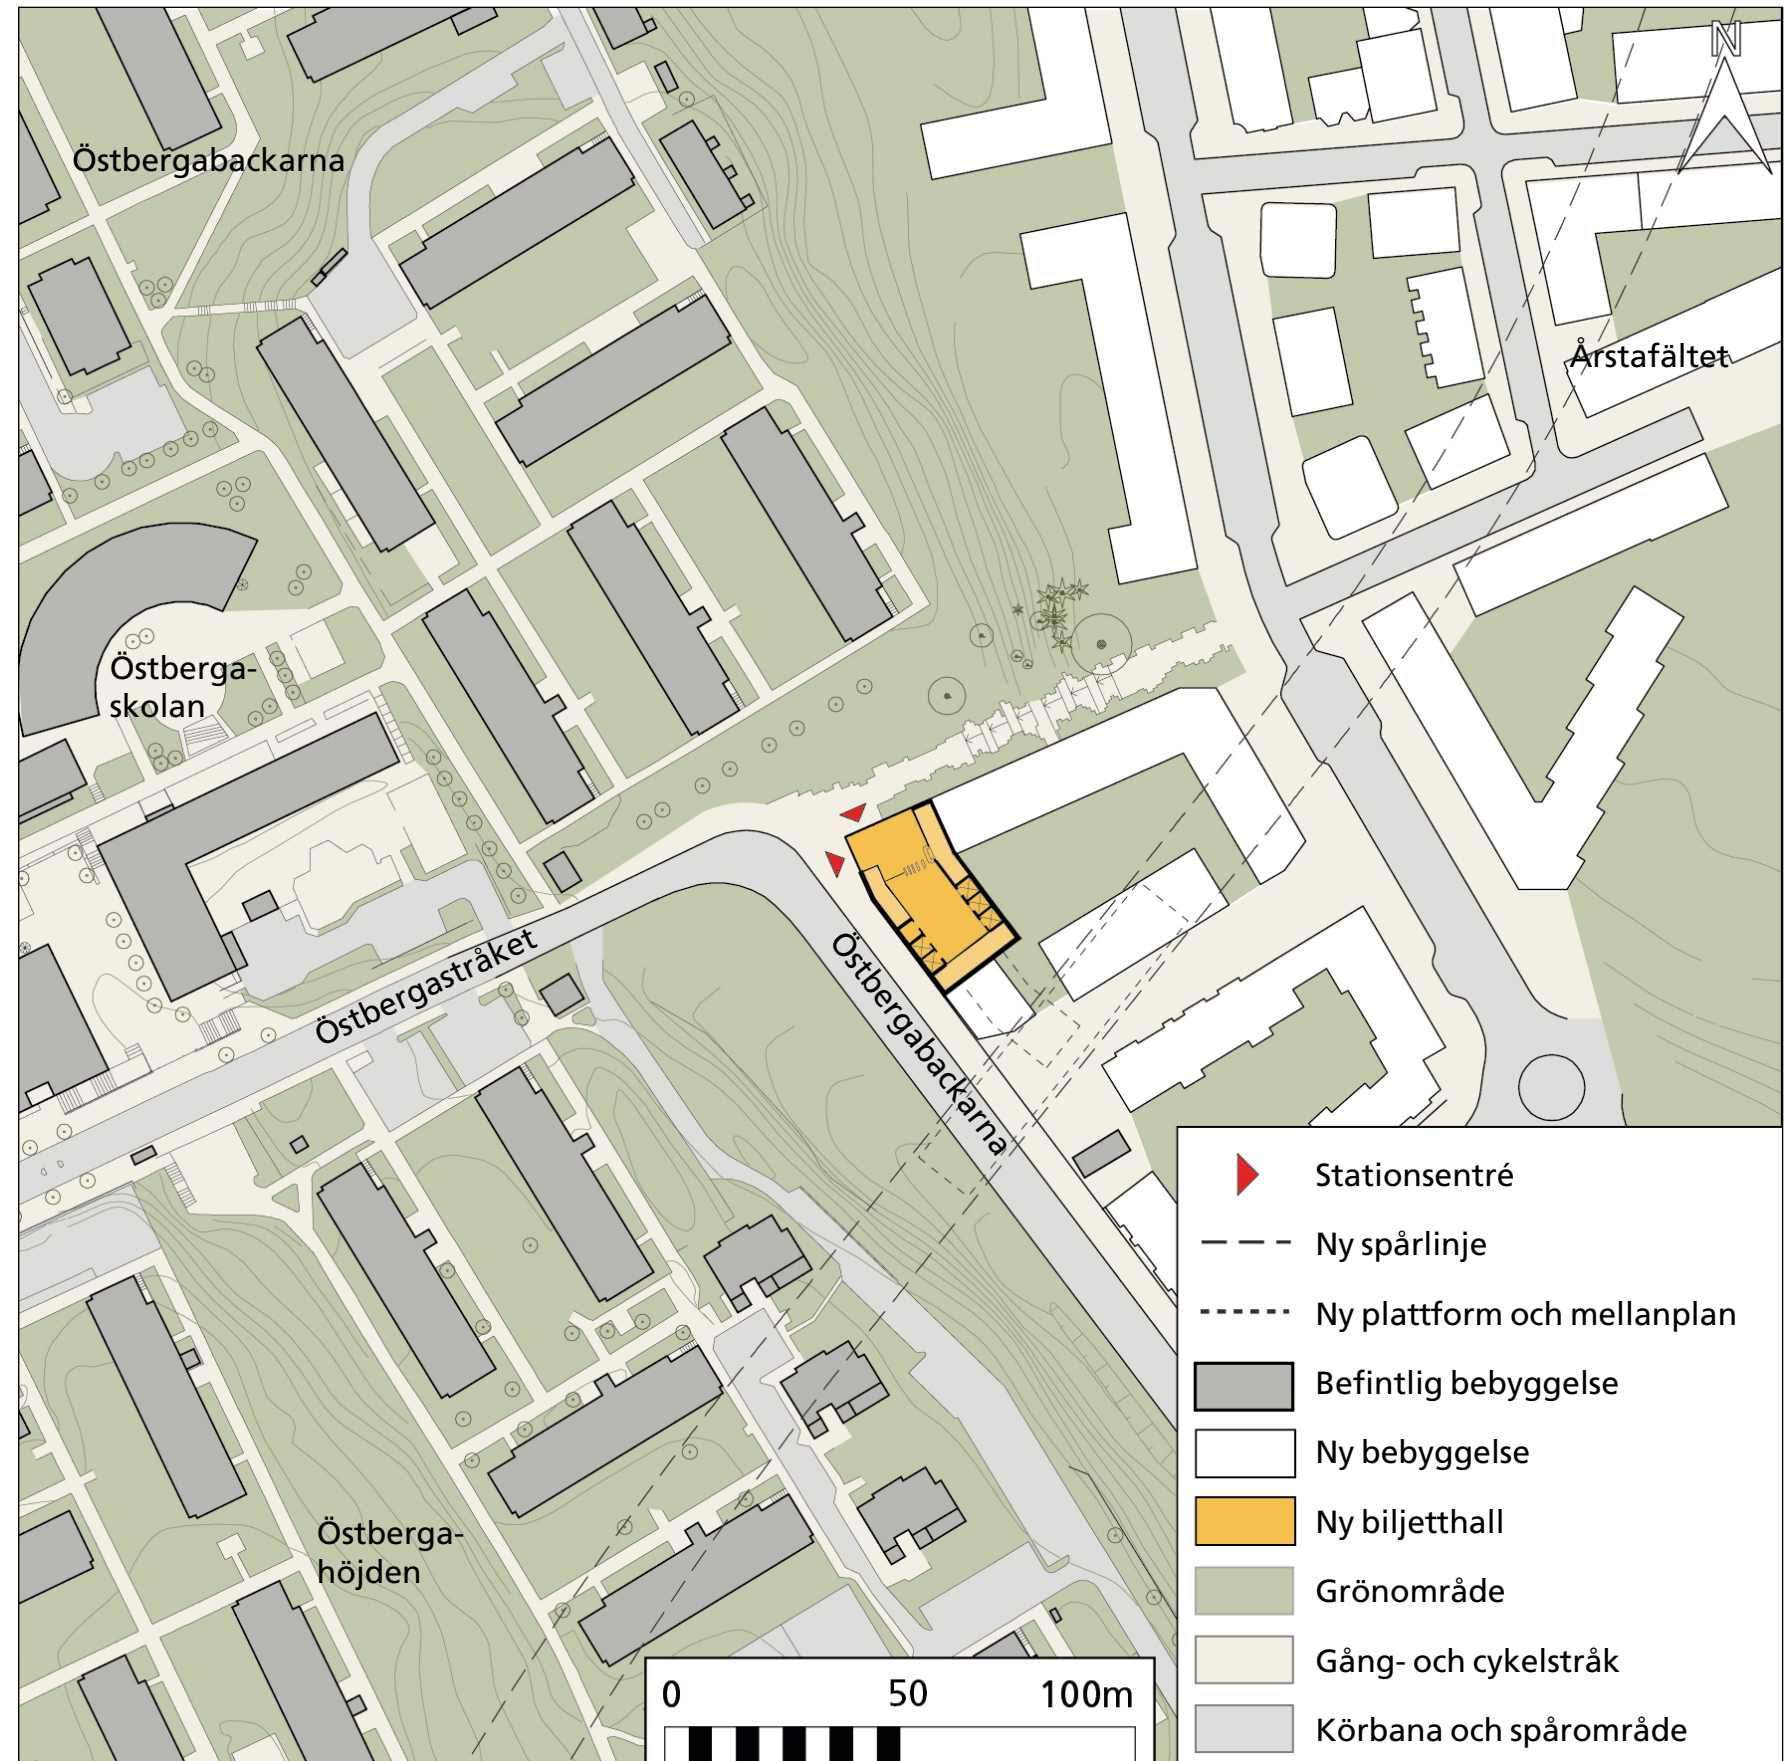 N
Östbergabackarna
Årstafältet
Östberga-
skolan
Östbergastråket
Östbergabackarna
Östberga-
höjden
Stationsentré
Ny spårlinje
Ny plattform och mellanplan
Befintlig bebyggelse
Ny bebyggelse
Ny biljetthall
Grönområde
Gång- och cykelstråk
Körbana och spårområde
0 50 100m